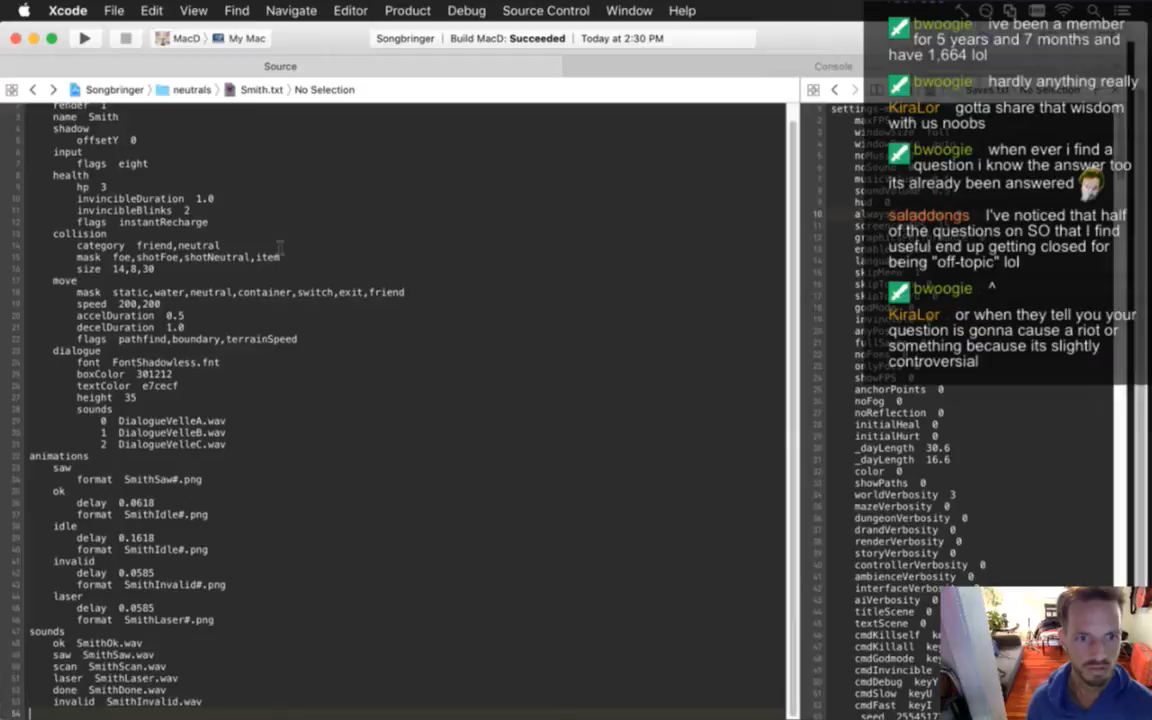 Xcode File Edit View Find Navigate Editor Product Debug Source Control Window Help
MacD My Mac
Songbringer Build MacD: Succeeded Today at 2:30 PM
Source
Console
Songbringer neutrals Smith.txt No Selection
render 1
name Smith
shadow
offsetY 0
input
flags eight
health
hp 3
invincibleDuration 1.0
invincibleBlinks 2
flags instantRecharge
collision
category friend,neutral
mask foe,shotFoe,shotNeutral,item
size 14,8,30
move
mask static,water,neutral,container,switch,exit,friend
speed 200,200
accelDuration 0.5
decelDuration 1.0
flags pathfind,boundary,terrainSpeed
dialogue
font FontShadowless.fnt
boxColor 301212
textColor e7cecf
height 35
sounds
0 DialogueVelleA.wav
1 DialogueVelleB.wav
2 DialogueVelleC.wav
animations
saw
format SmithSaw#.png
ok
delay 0.0618
format SmithIdle#.png
idle
delay 0.1618
format SmithIdle#.png
invalid
delay 0.0585
format SmithInvalid#.png
laser
delay 0.0585
format SmithLaser#.png
sounds
ok SmithOk.wav
saw SmithSaw.wav
scan SmithScan.wav
laser SmithLaser.wav
done SmithDone.wav
invalid SmithInvalid.wav
bwoogie ive been a member
for 5 years and 7 months and
have 1,664 lol
bwoogie hardly anything really
KiraLor gotta share that wisdom
with us noobs
bwoogie when ever i find a
question i know the answer too
its already been answered
saladdongs I've noticed that half
of the questions on SO that I find
useful end up getting closed for
being "off-topic" lol
bwoogie ^
KiraLor or when they tell you your
question is gonna cause a riot or
something because its slightly
controversial
showFPS 0
anchorPoints 0
noFog 0
noReflection 0
initialHeal 0
initialHurt 0
_dayLength 30.6
_dayLength 16.6
color 0
showPaths 0
worldVerbosity 3
mazeVerbosity 0
dungeonVerbosity 0
drandVerbosity 0
renderVerbosity 0
storyVerbosity 0
controllerVerbosity 0
ambienceVerbosity 0
aiVerbosity 0
titleScene 0
textScene 0
cmdKillself
cmdKillall
cmdGodmode
cmdInvincible
cmdDebug keyY
cmdSlow keyU
cmdFast keyI